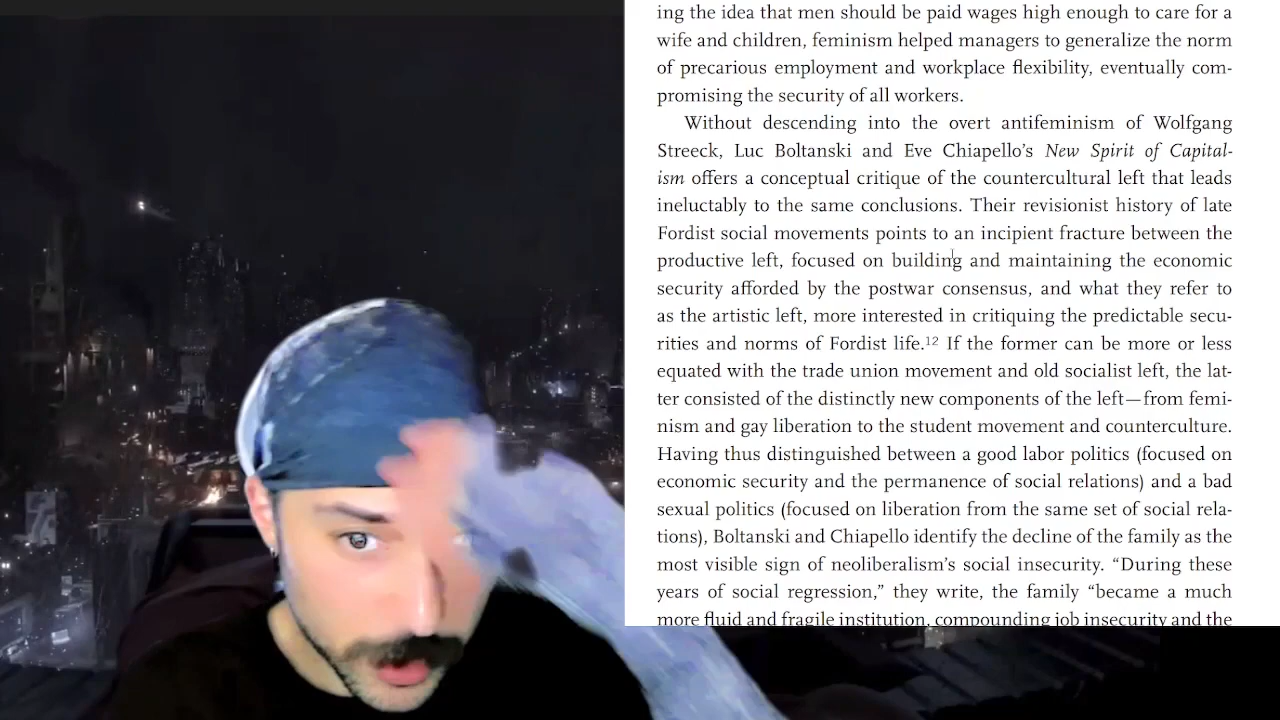 ing the idea that men should be paid wages high enough to care for a
wife and children, feminism helped managers to generalize the norm
of precarious employment and workplace flexibility, eventually com-
promising the security of all workers.
Without descending into the overt antifeminism of Wolfgang
Streeck, Luc Boltanski and Eve Chiapello’s New Spirit of Capital-
ism offers a conceptual critique of the countercultural left that leads
ineluctably to the same conclusions. Their revisionist history of late
Fordist social movements points to an incipient fracture between the
productive left, focused on building and maintaining the economic
security afforded by the postwar consensus, and what they refer to
as the artistic left, more interested in critiquing the predictable secu-
rities and norms of Fordist life.12 If the former can be more or less
equated with the trade union movement and old socialist left, the lat-
ter consisted of the distinctly new components of the left—from femi-
nism and gay liberation to the student movement and counterculture.
Having thus distinguished between a good labor politics (focused on
economic security and the permanence of social relations) and a bad
sexual politics (focused on liberation from the same set of social rela-
tions), Boltanski and Chiapello identify the decline of the family as the
most visible sign of neoliberalism’s social insecurity. “During these
years of social regression,” they write, the family “became a much
more fluid and fragile institution, compounding job insecurity and the